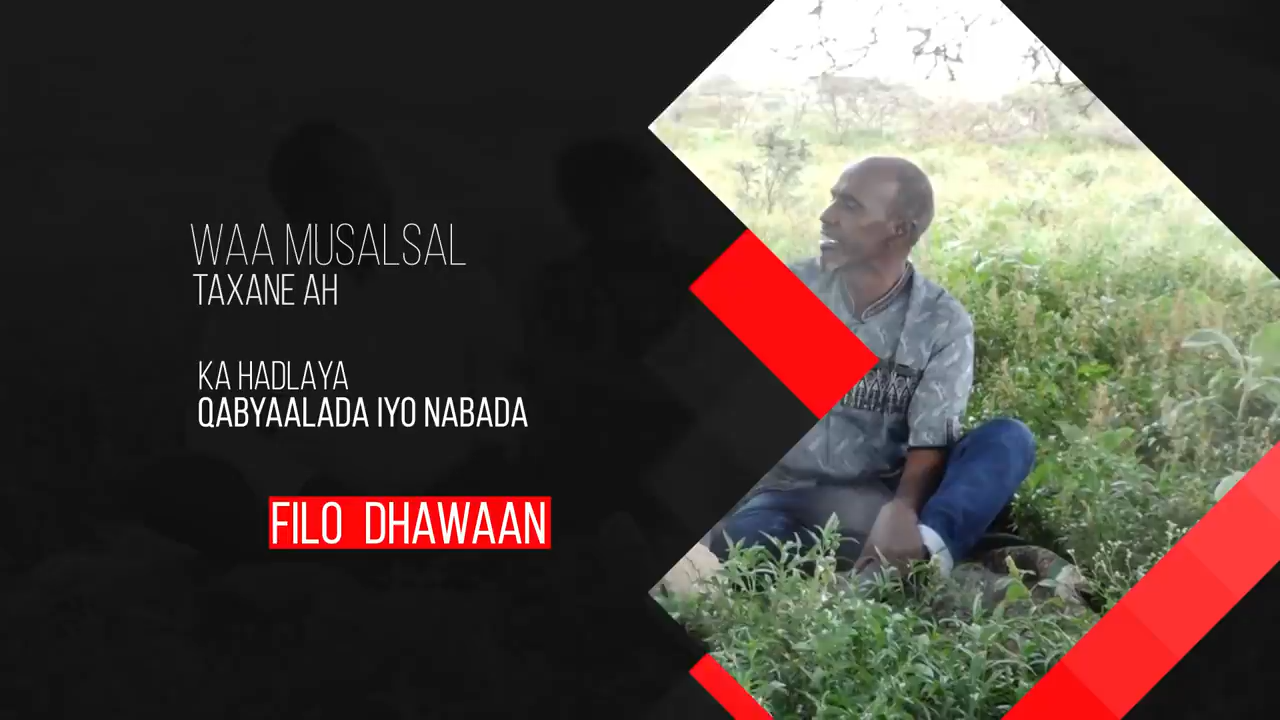 WAA MUSALSAL
TAXANE AH
KA HADLAYA
QABYAALADA IYO NABADA
FILO DHAWAAN